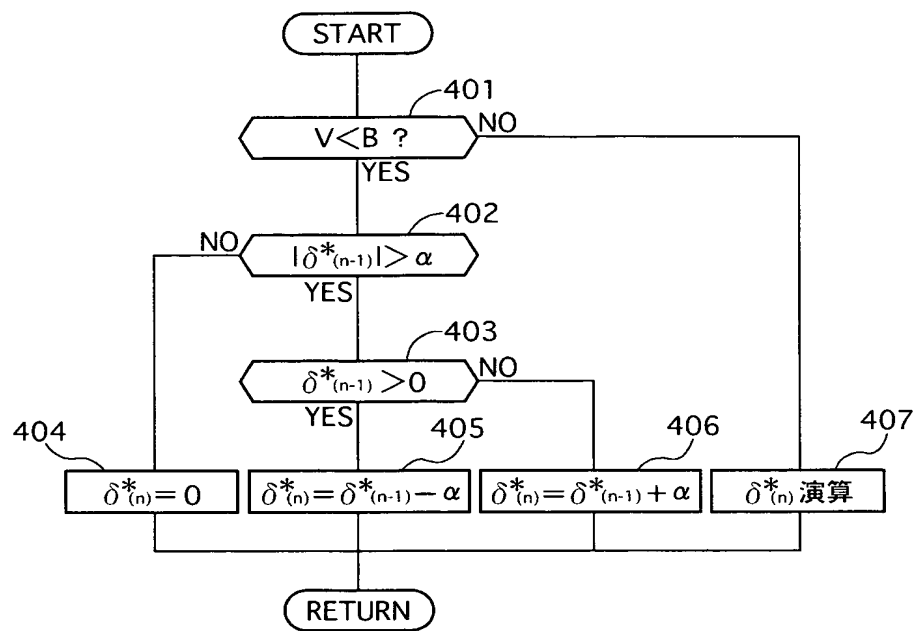 START
401
V<B ?
NO
YES
402
NO
|δ*(n-1)|>α
YES
403
δ*(n-1)>0
NO
YES
404
405
406
407
δ*(n)=0
δ*(n)=δ*(n-1)-α
δ*(n)=δ*(n-1)+α
δ*(n)演算
RETURN